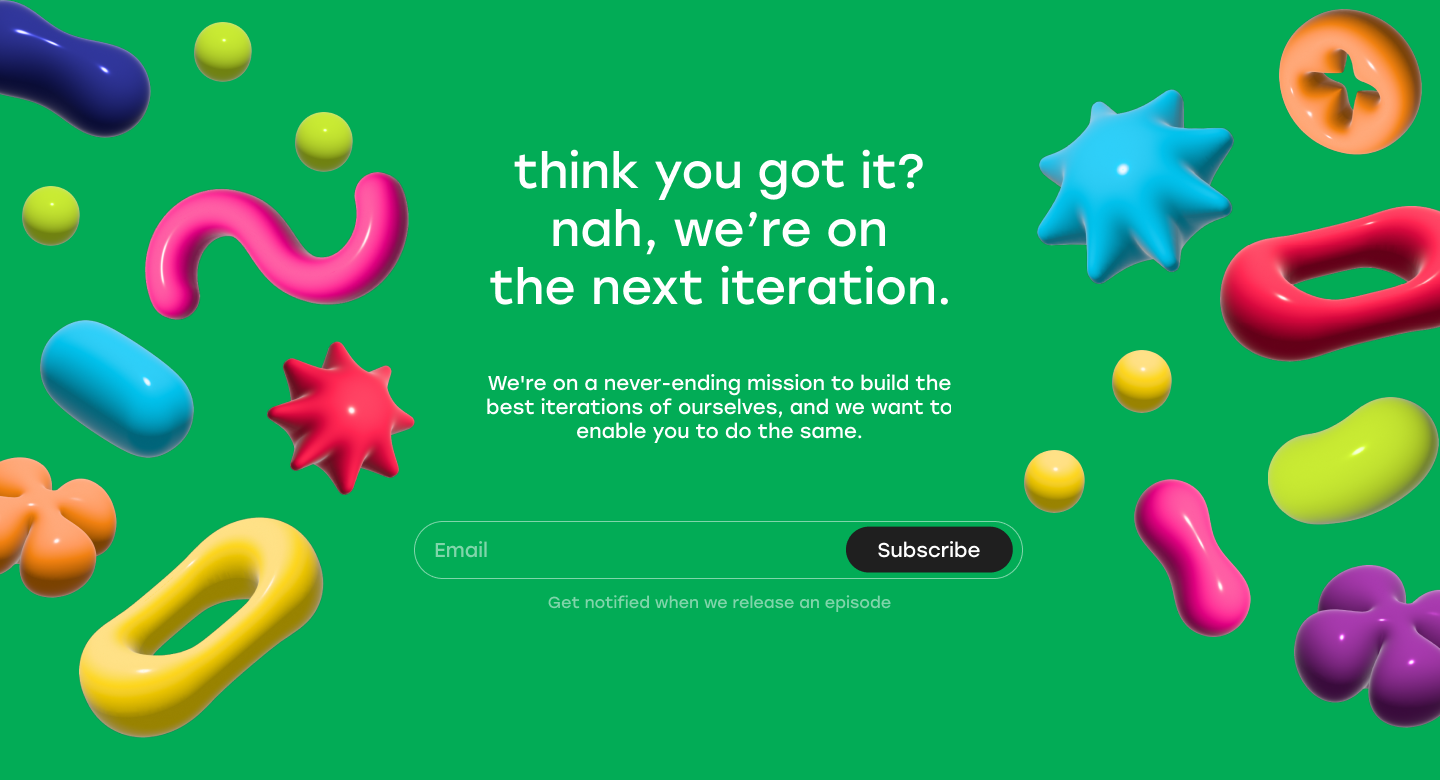 think you got it?
nah, we’re on
the next iteration.
We're on a never-ending mission to build the
best iterations of ourselves, and we want to
enable you to do the same.
Email
Subscribe
Get notified when we release an episode